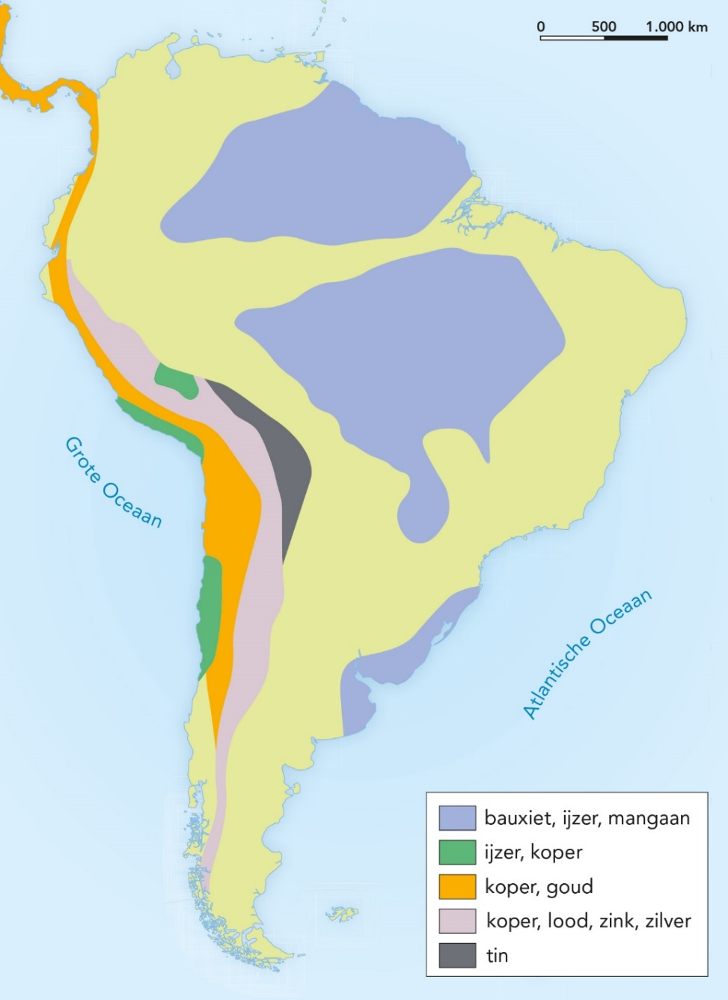 0 500 1.000 km
Grote Oceaan
Atlantische Oceaan
bauxiet, ijzer, mangaan
ijzer, koper
koper, goud
koper, lood, zink, zilver
tin